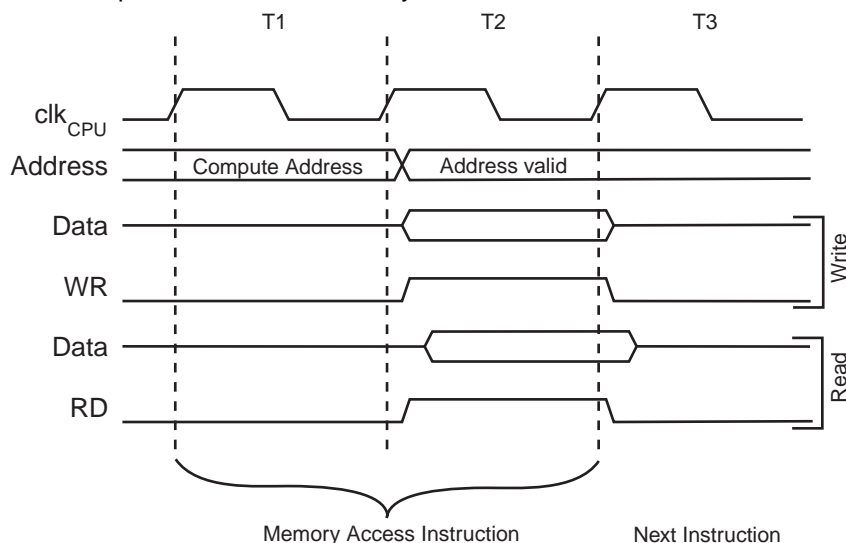 T1 T2 T3
clkCPU
Address Compute Address Address valid
Data
WR
Write
Data
RD
Read
Memory Access Instruction Next Instruction